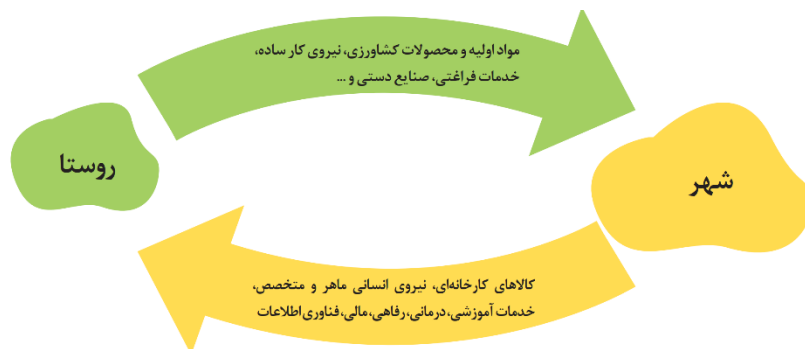 مواد اولیه و محصولات کشاورزی، نیروی کار ساده،
خدمات فراغتی، صنایع دستی و ...
روستا
شهر
کالاهای کارخانه‌ای، نیروی انسانی ماهر و متخصص،
خدمات آموزشی، درمانی، رفاهی، مالی، فناوری اطلاعات